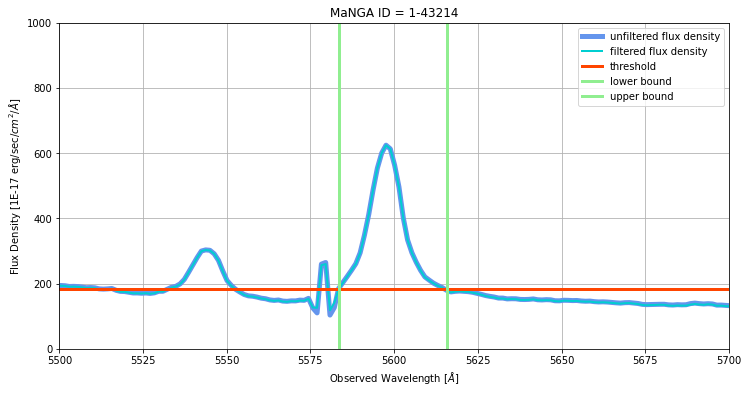 MaNGA ID = 1-43214
Flux Density [1E-17 erg/sec/cm²/Å]
1000
800
600
400
200
0
unfiltered flux density
filtered flux density
threshold
lower bound
upper bound
5500 5525 5550 5575 5600 5625 5650 5675 5700
Observed Wavelength [Å]